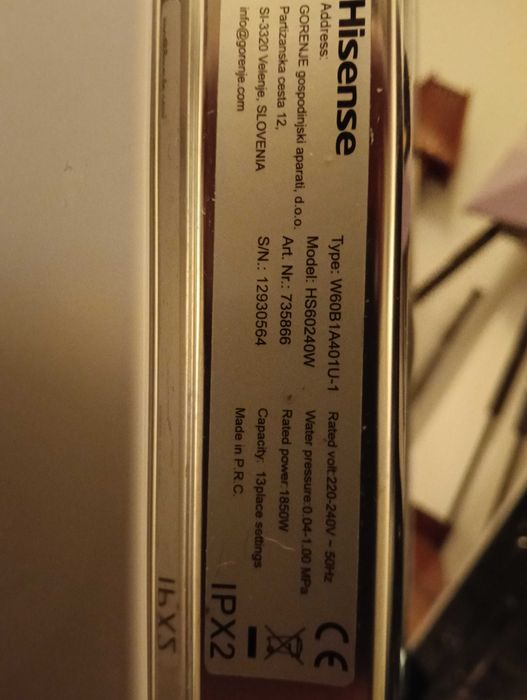 Hisense
Address:
GORENJE gospodinjski aparati, d.o.o.
Partizanska cesta 12,
SI-3320 Velenje, SLOVENIA
info@gorenje.com
Type: W60B1A401U-1
Model: HS60240W
Art. Nr.: 735866
S/N.: 12930564
Rated volt:220-240V ~ 50Hz
Water pressure:0.04-1.00 MPa
Rated power:1850W
Capacity: 13place settings
Made in P.R.C.
CE
IPX2